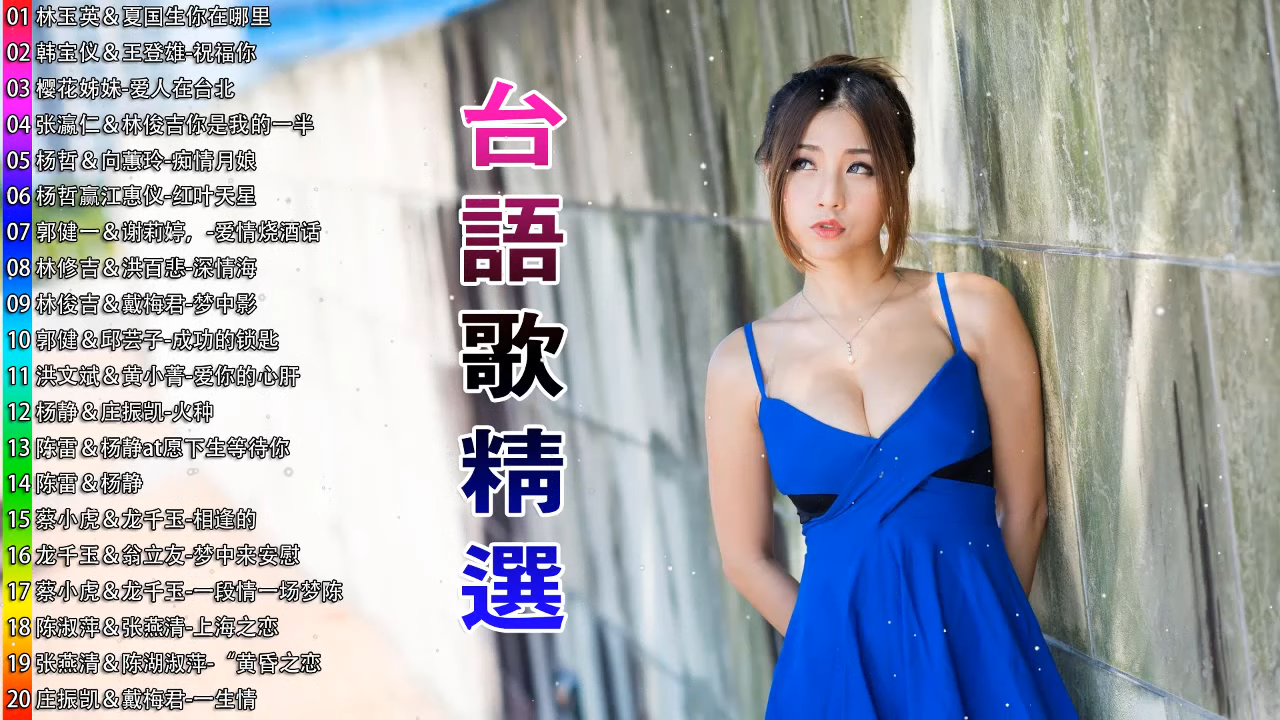 01 林玉英＆夏国生你在哪里
02 韩宝仪＆王登雄-祝福你
03 樱花姊妹-爱人在台北
04 张瀛仁＆林俊吉你是我的一半
05 杨哲＆向蕙玲-痴情月娘
06 杨哲赢江惠仪-红叶天星
07 郭健一＆谢莉婷，-爱情烧酒话
08 林修吉＆洪百悲-深情海
09 林俊吉＆戴梅君-梦中影
10 郭健＆邱芸子-成功的锁匙
11 洪文斌＆黄小菁-爱你的心肝
12 杨静＆庄振凯-火种
13 陈雷＆杨静at愿下生等待你
14 陈雷＆杨静
15 蔡小虎＆龙千玉-相逢的
16 龙千玉＆翁立友-梦中来安慰
17 蔡小虎＆龙千玉-一段情一场梦陈
18 陈淑萍＆张燕清-上海之恋
19 张燕清＆陈湖淑萍-“黄昏之恋
20 庄振凯＆戴梅君-一生情
台語歌精選